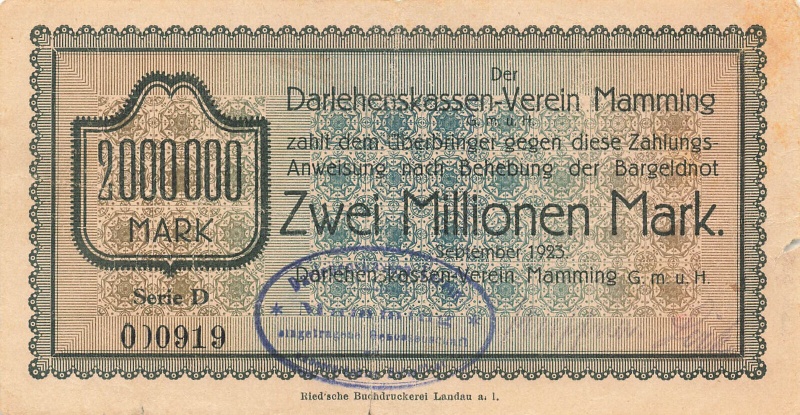 Der
Darlehenskassen-Verein Mamming
G. m. u. H.
zahlt dem Überbringer gegen diese Zahlungs-
Anweisung nach Behebung der Bargeldnot
2000000
MARK
Zwei Millionen Mark.
September 1923.
Darlehenskassen-Verein Mamming G. m. u. H.
Serie D
000919
* Mamming *
eingetragene Genossenschaft
Ried'sche Buchdruckerei Landau a. I.